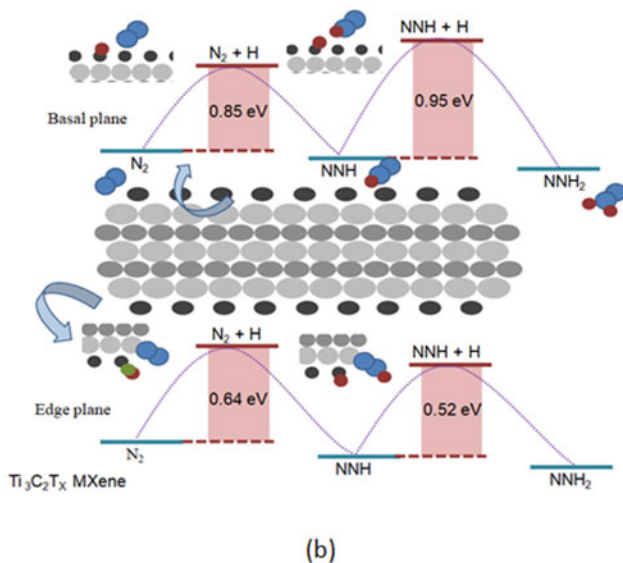 N₂ + H
NNH + H
Basal plane
0.85 eV
0.95 eV
N₂
NNH
NNH₂
N₂ + H
NNH + H
Edge plane
0.64 eV
0.52 eV
N₂
NNH
NNH₂
Ti₃C₂Tₓ MXene
(b)